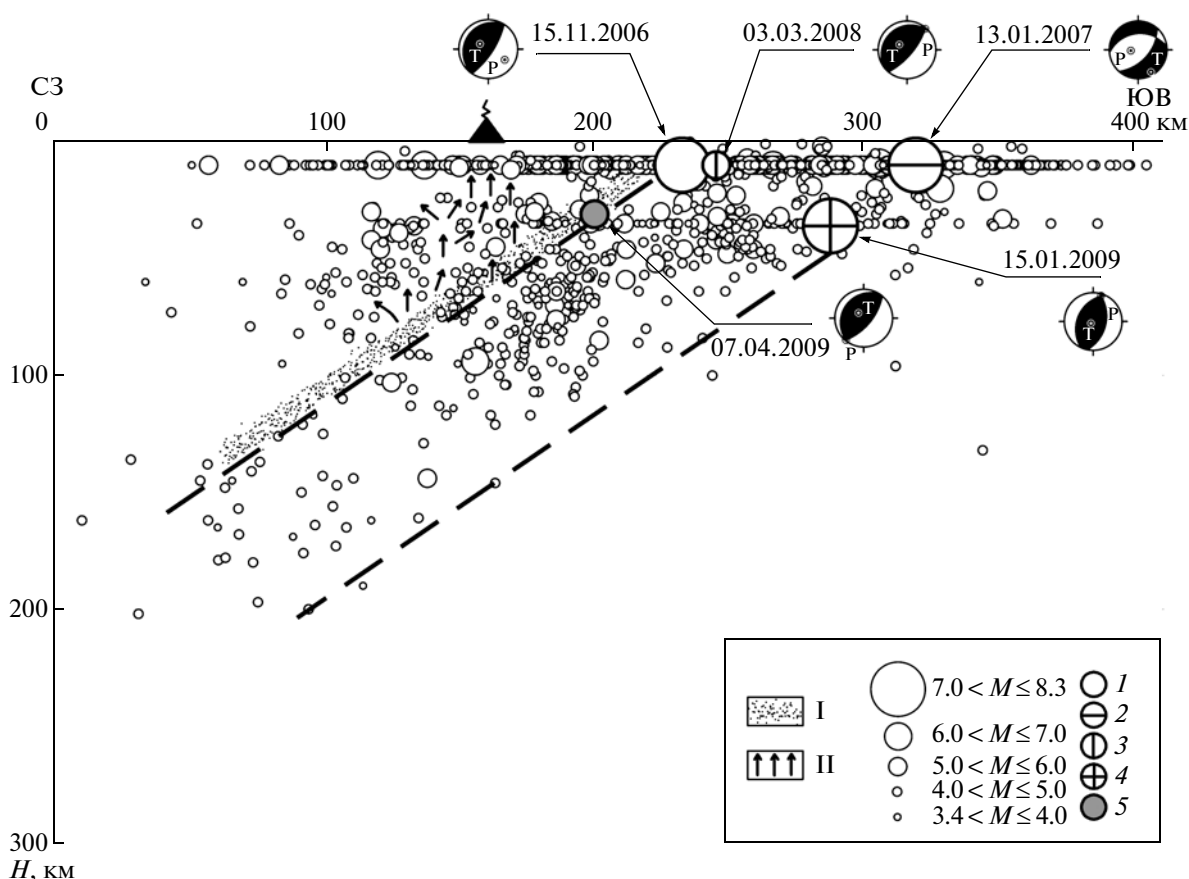 15.11.2006 03.03.2008 13.01.2007
T P T P P T
СЗ ЮВ
0 100 200 300 400 км
15.01.2009
07.04.2009
T P T P
100
200
300
H, км
I
II
7.0 < M ≤ 8.3
6.0 < M ≤ 7.0
5.0 < M ≤ 6.0
4.0 < M ≤ 5.0
3.4 < M ≤ 4.0
1
2
3
4
5